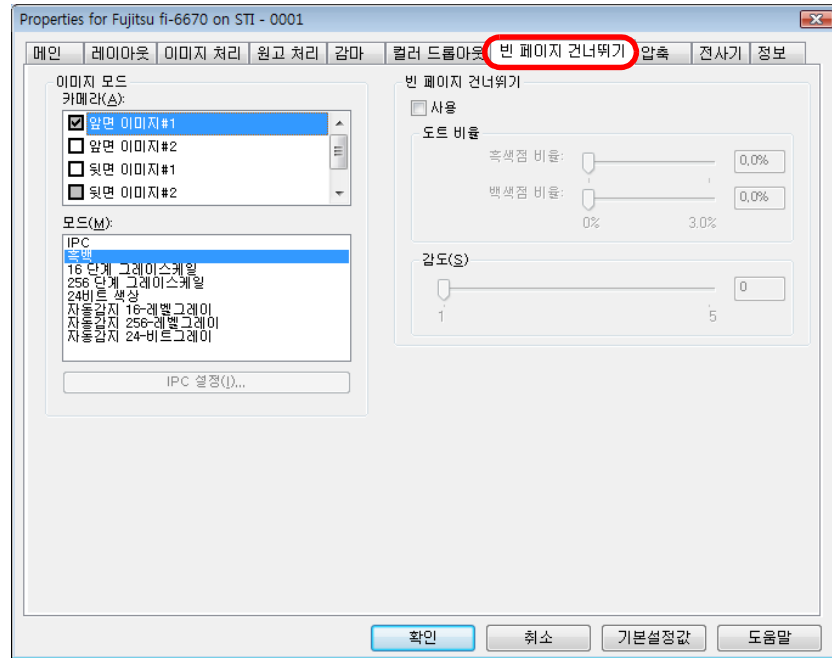 Properties for Fujitsu fi-6670 on STI - 0001
메인 레이아웃 이미지 처리 원고 처리 감마 컬러 드롭아웃 빈 페이지 건너뛰기 압축 전사기 정보
이미지 모드
카메라(A):
앞면 이미지#1
앞면 이미지#2
뒷면 이미지#1
뒷면 이미지#2
모드(M):
IPC
흑백
16 단계 그레이스케일
256 단계 그레이스케일
24비트 색상
자동감지 16-레벨그레이
자동감지 256-레벨그레이
자동감지 24-비트그레이
IPC 설정(I)...
빈 페이지 건너뛰기
사용
도트 비율
흑색점 비율: 0,0%
백색점 비율: 0,0%
0% 3.0%
감도(S)
0
1 5
확인 취소 기본설정값 도움말